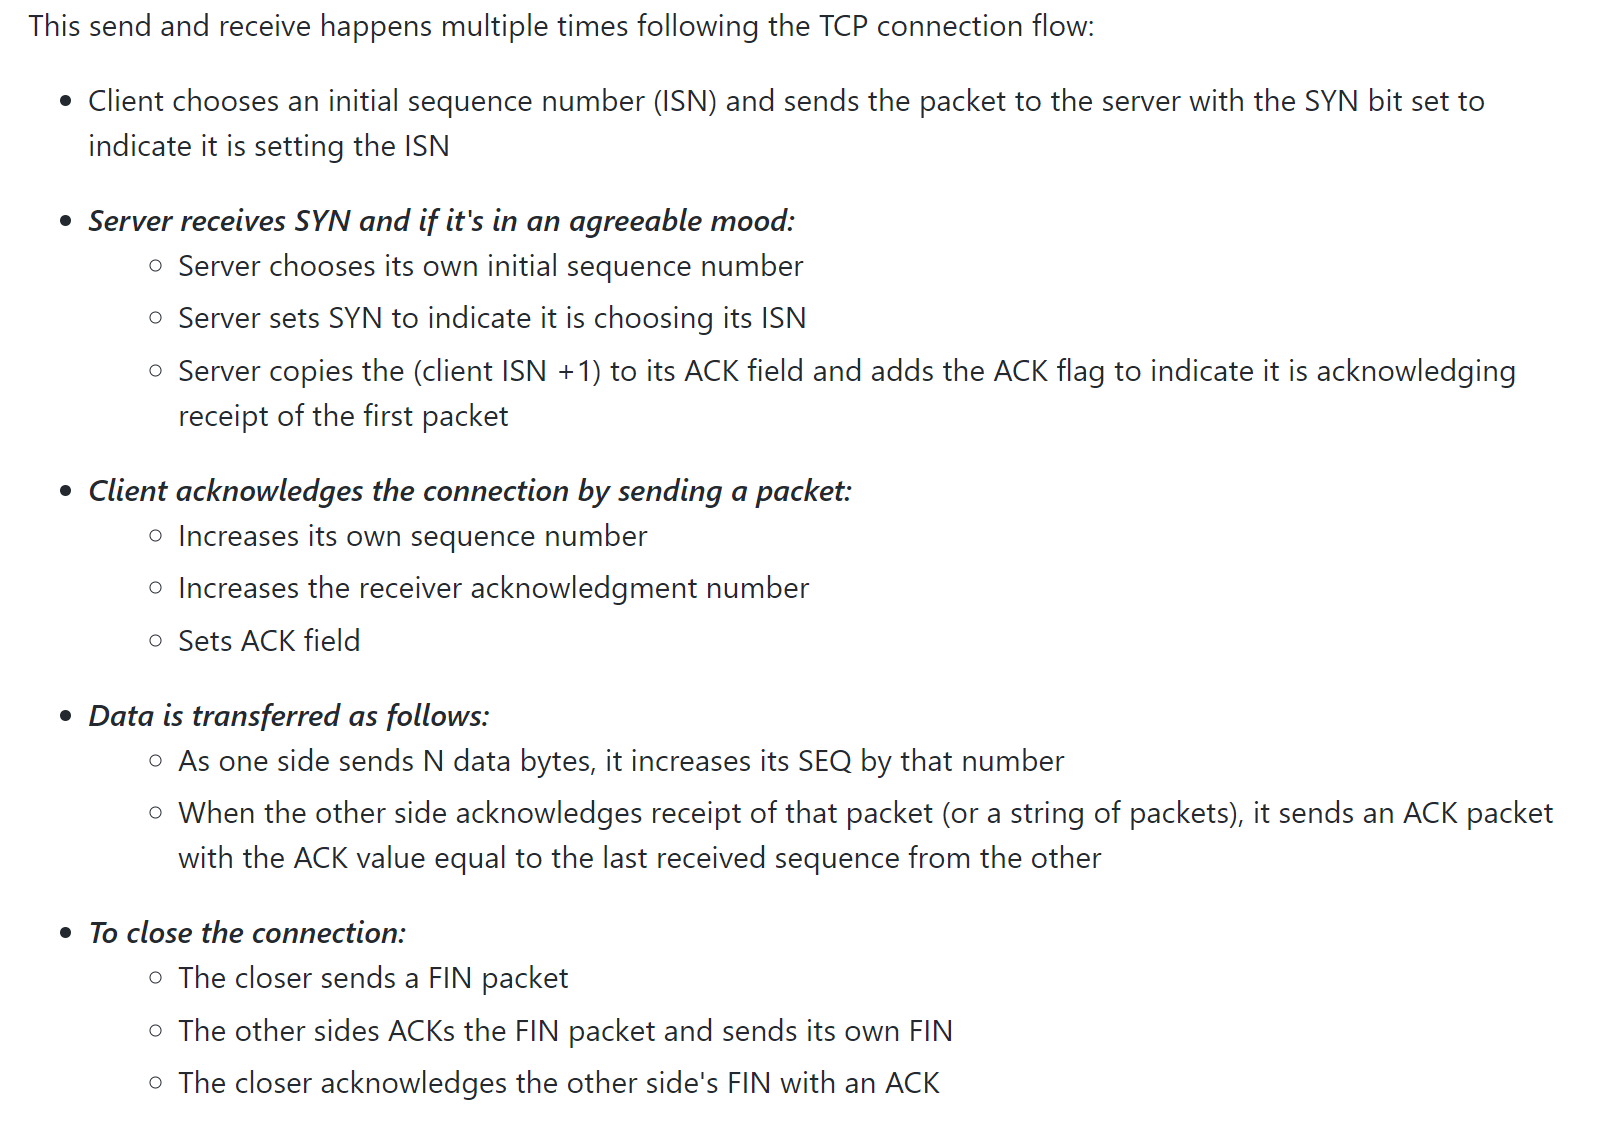 This send and receive happens multiple times following the TCP connection flow:
• Client chooses an initial sequence number (ISN) and sends the packet to the server with the SYN bit set to
indicate it is setting the ISN
• Server receives SYN and if it's in an agreeable mood:
◦ Server chooses its own initial sequence number
◦ Server sets SYN to indicate it is choosing its ISN
◦ Server copies the (client ISN +1) to its ACK field and adds the ACK flag to indicate it is acknowledging
receipt of the first packet
• Client acknowledges the connection by sending a packet:
◦ Increases its own sequence number
◦ Increases the receiver acknowledgment number
◦ Sets ACK field
• Data is transferred as follows:
◦ As one side sends N data bytes, it increases its SEQ by that number
◦ When the other side acknowledges receipt of that packet (or a string of packets), it sends an ACK packet
with the ACK value equal to the last received sequence from the other
• To close the connection:
◦ The closer sends a FIN packet
◦ The other sides ACKs the FIN packet and sends its own FIN
◦ The closer acknowledges the other side's FIN with an ACK